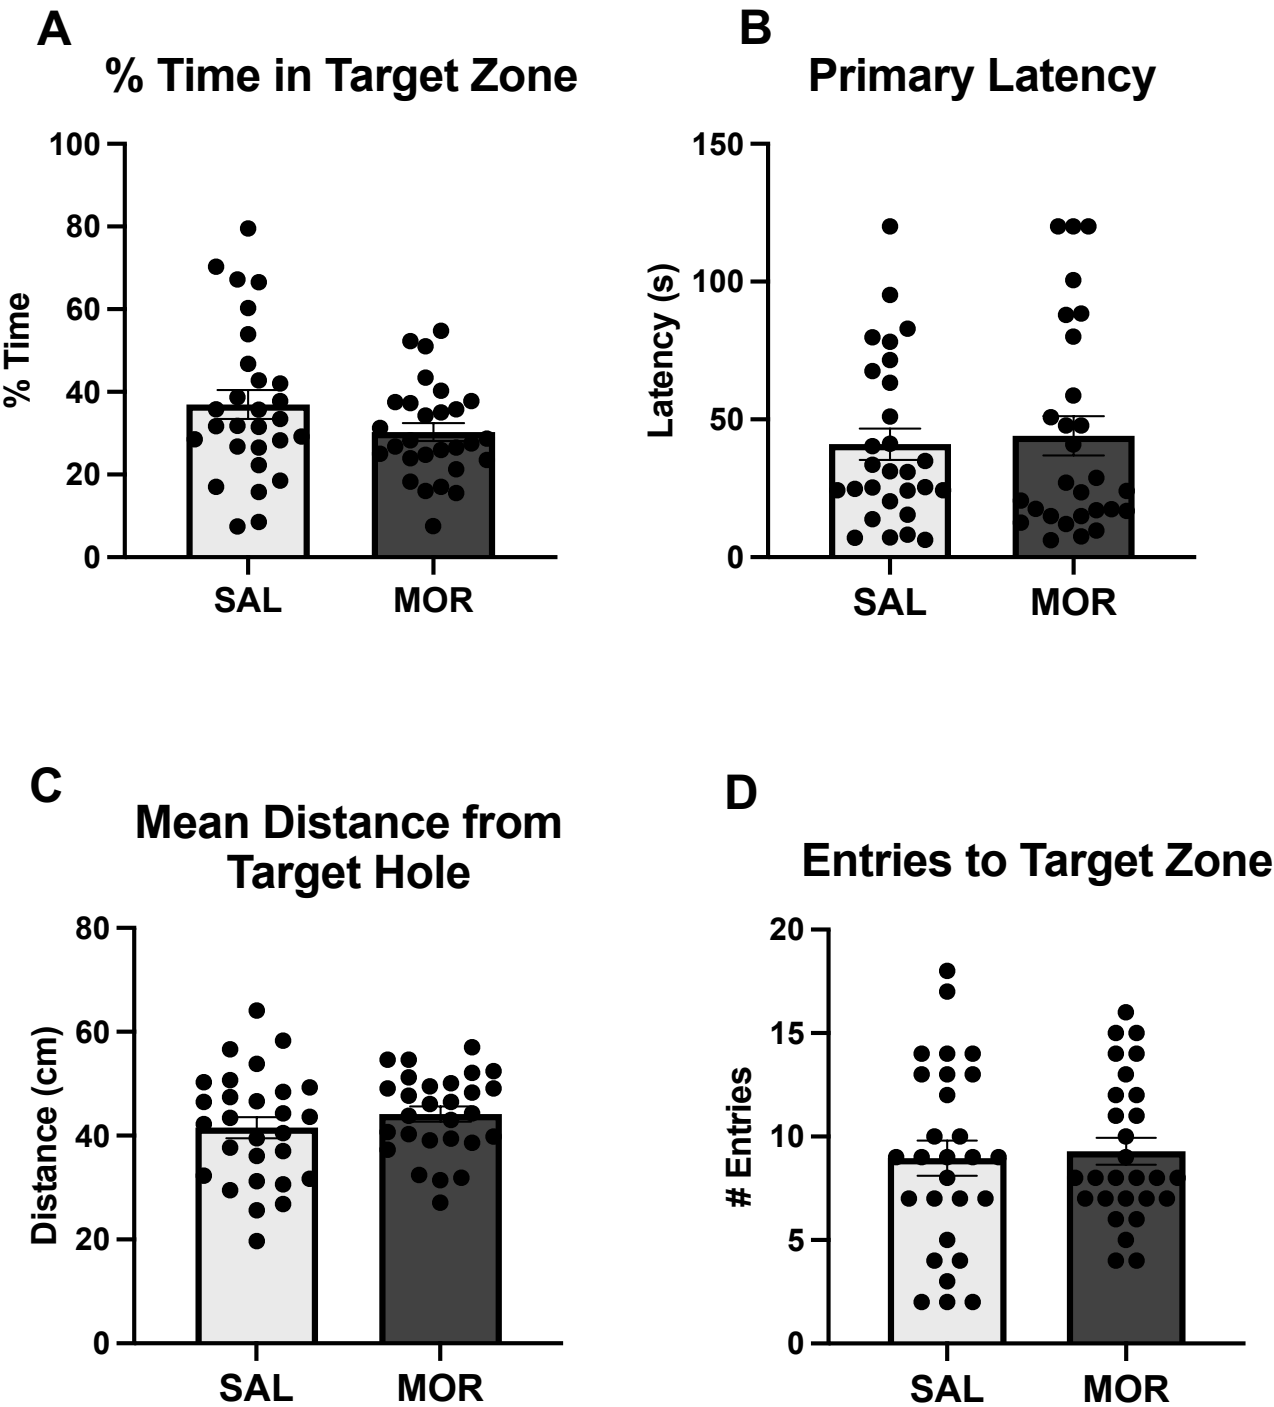 A
% Time in Target Zone
% Time
100
80
60
40
20
0
SAL MOR
B
Primary Latency
Latency (s)
150
100
50
0
SAL MOR
C
Mean Distance from
Target Hole
Distance (cm)
80
60
40
20
0
SAL MOR
D
Entries to Target Zone
# Entries
20
15
10
5
0
SAL MOR